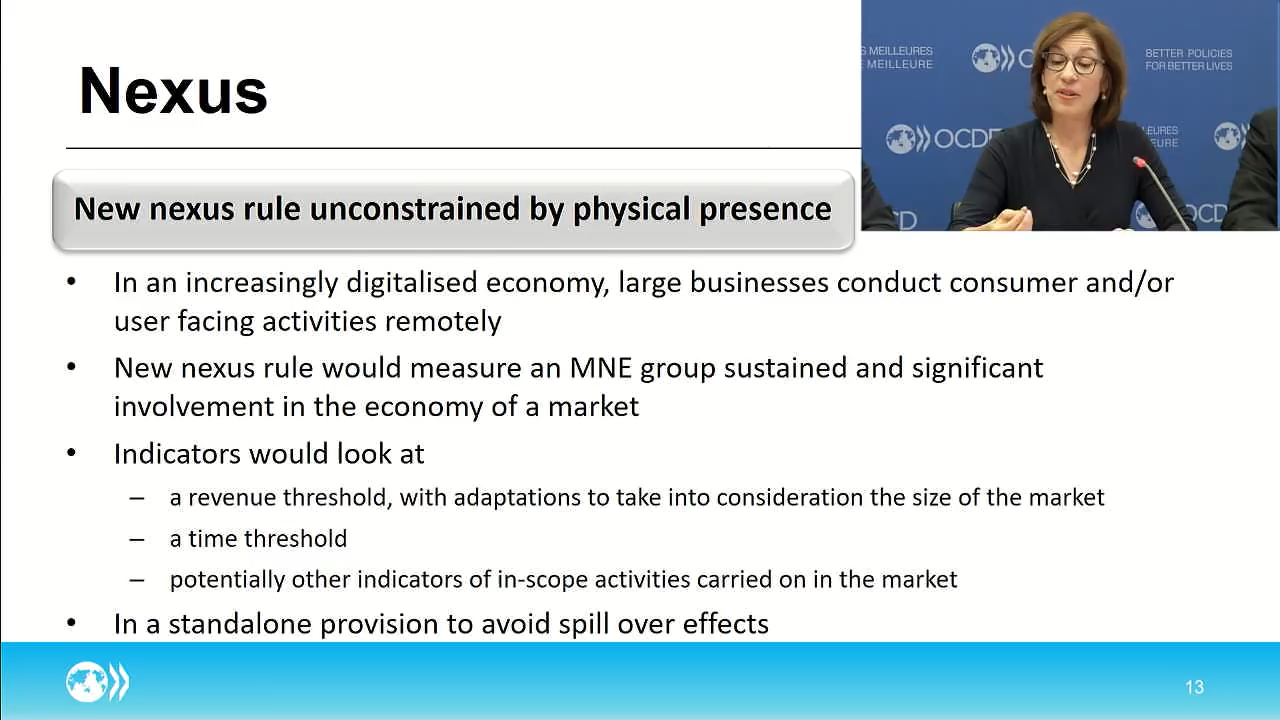 Nexus
MEILLEURES
MEILLEURE
BETTER POLICIES
FOR BETTER LIVES
OCDE
New nexus rule unconstrained by physical presence
• In an increasingly digitalised economy, large businesses conduct consumer and/or
user facing activities remotely
• New nexus rule would measure an MNE group sustained and significant
involvement in the economy of a market
• Indicators would look at
– a revenue threshold, with adaptations to take into consideration the size of the market
– a time threshold
– potentially other indicators of in-scope activities carried on in the market
• In a standalone provision to avoid spill over effects
13